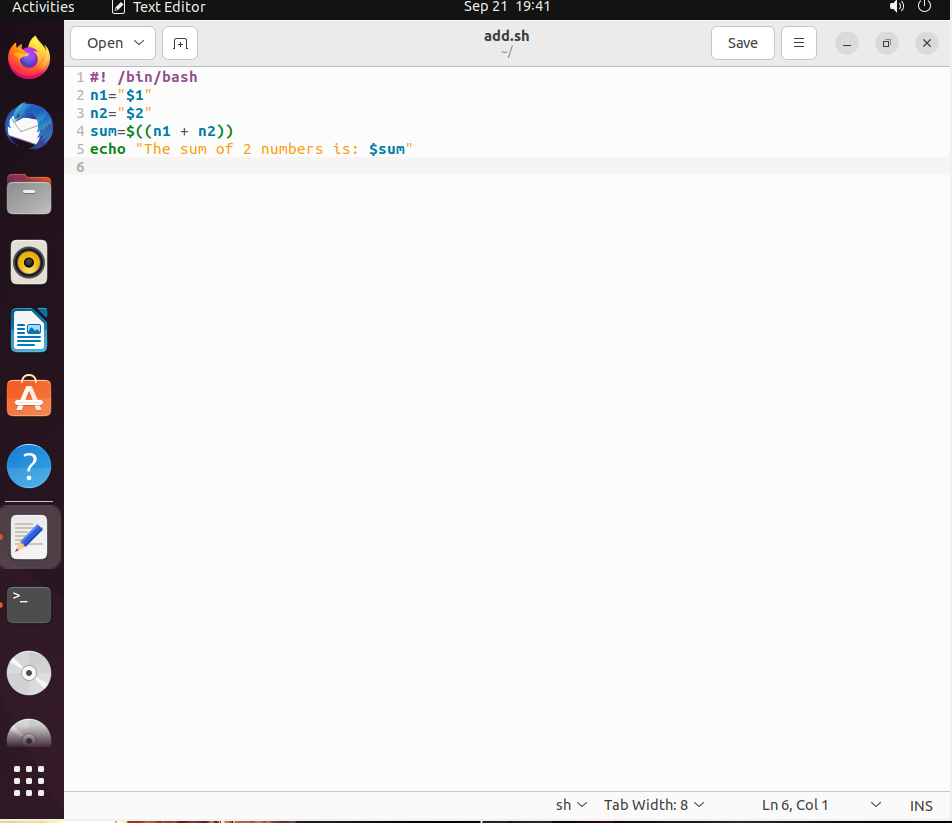 Activities Text Editor Sep 21 19:41
Open add.sh Save
~/
1 #! /bin/bash
2 n1="$1"
3 n2="$2"
4 sum=$((n1 + n2))
5 echo "The sum of 2 numbers is: $sum"
6
?
>_
sh Tab Width: 8 Ln 6, Col 1 INS